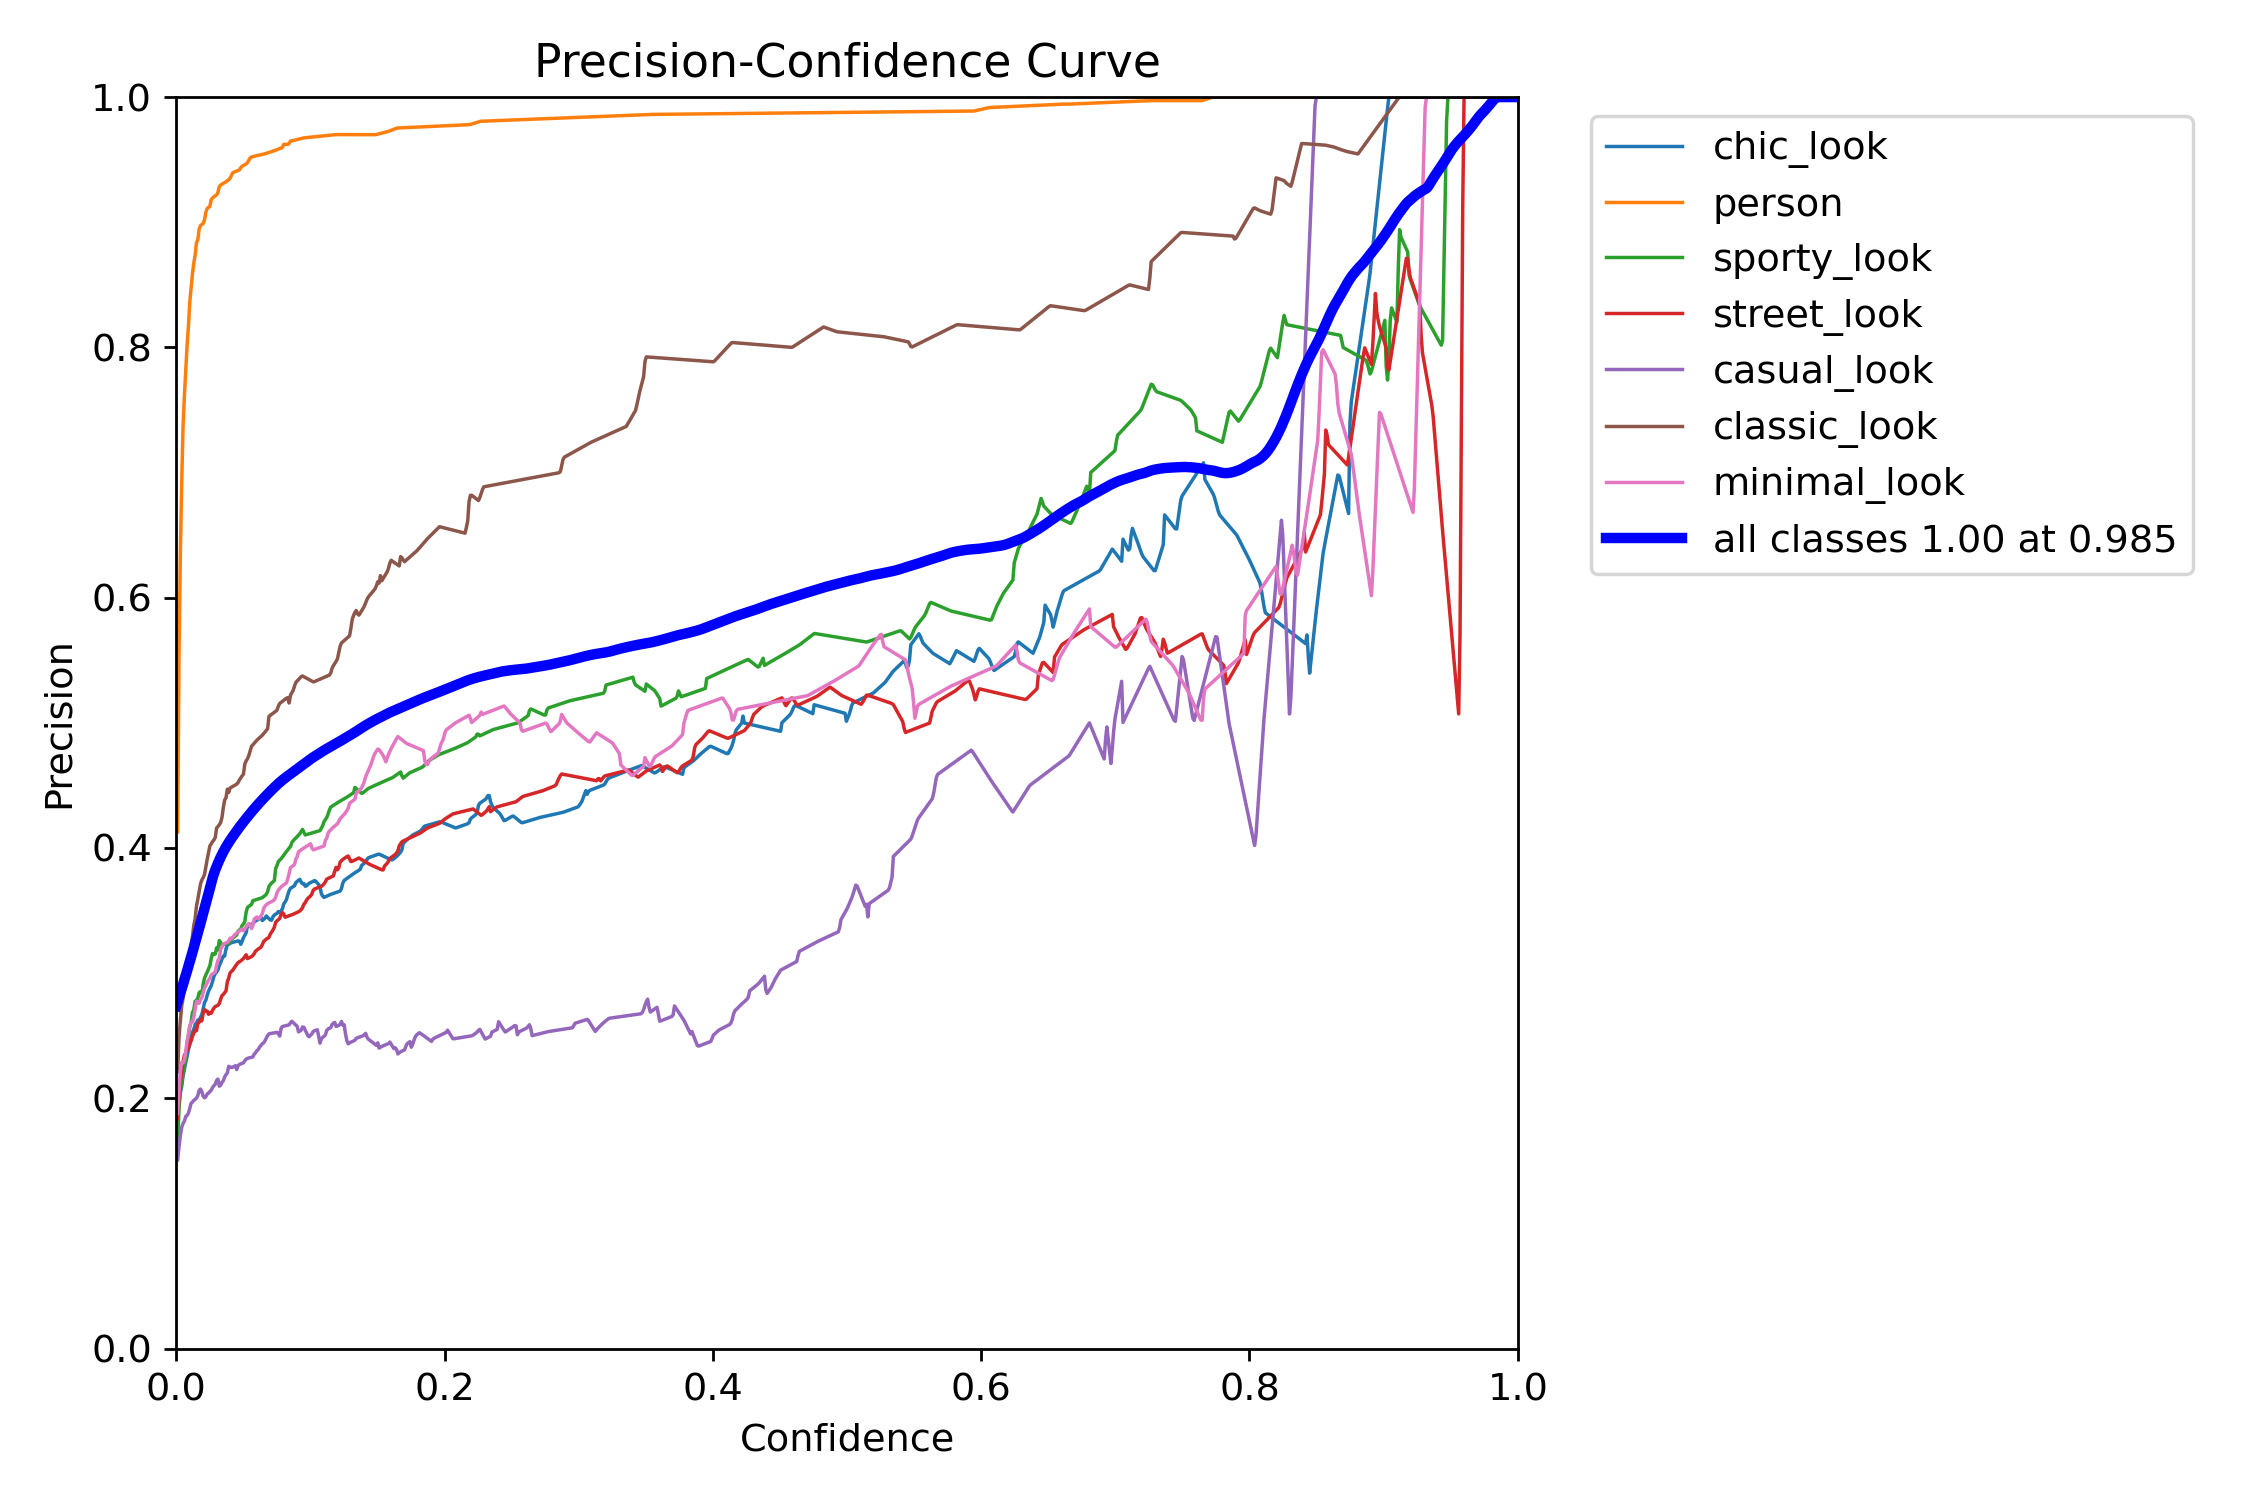 Precision-Confidence Curve
1.0
0.8
0.6
0.4
0.2
0.0
Precision
0.0 0.2 0.4 0.6 0.8 1.0
Confidence
chic_look
person
sporty_look
street_look
casual_look
classic_look
minimal_look
all classes 1.00 at 0.985